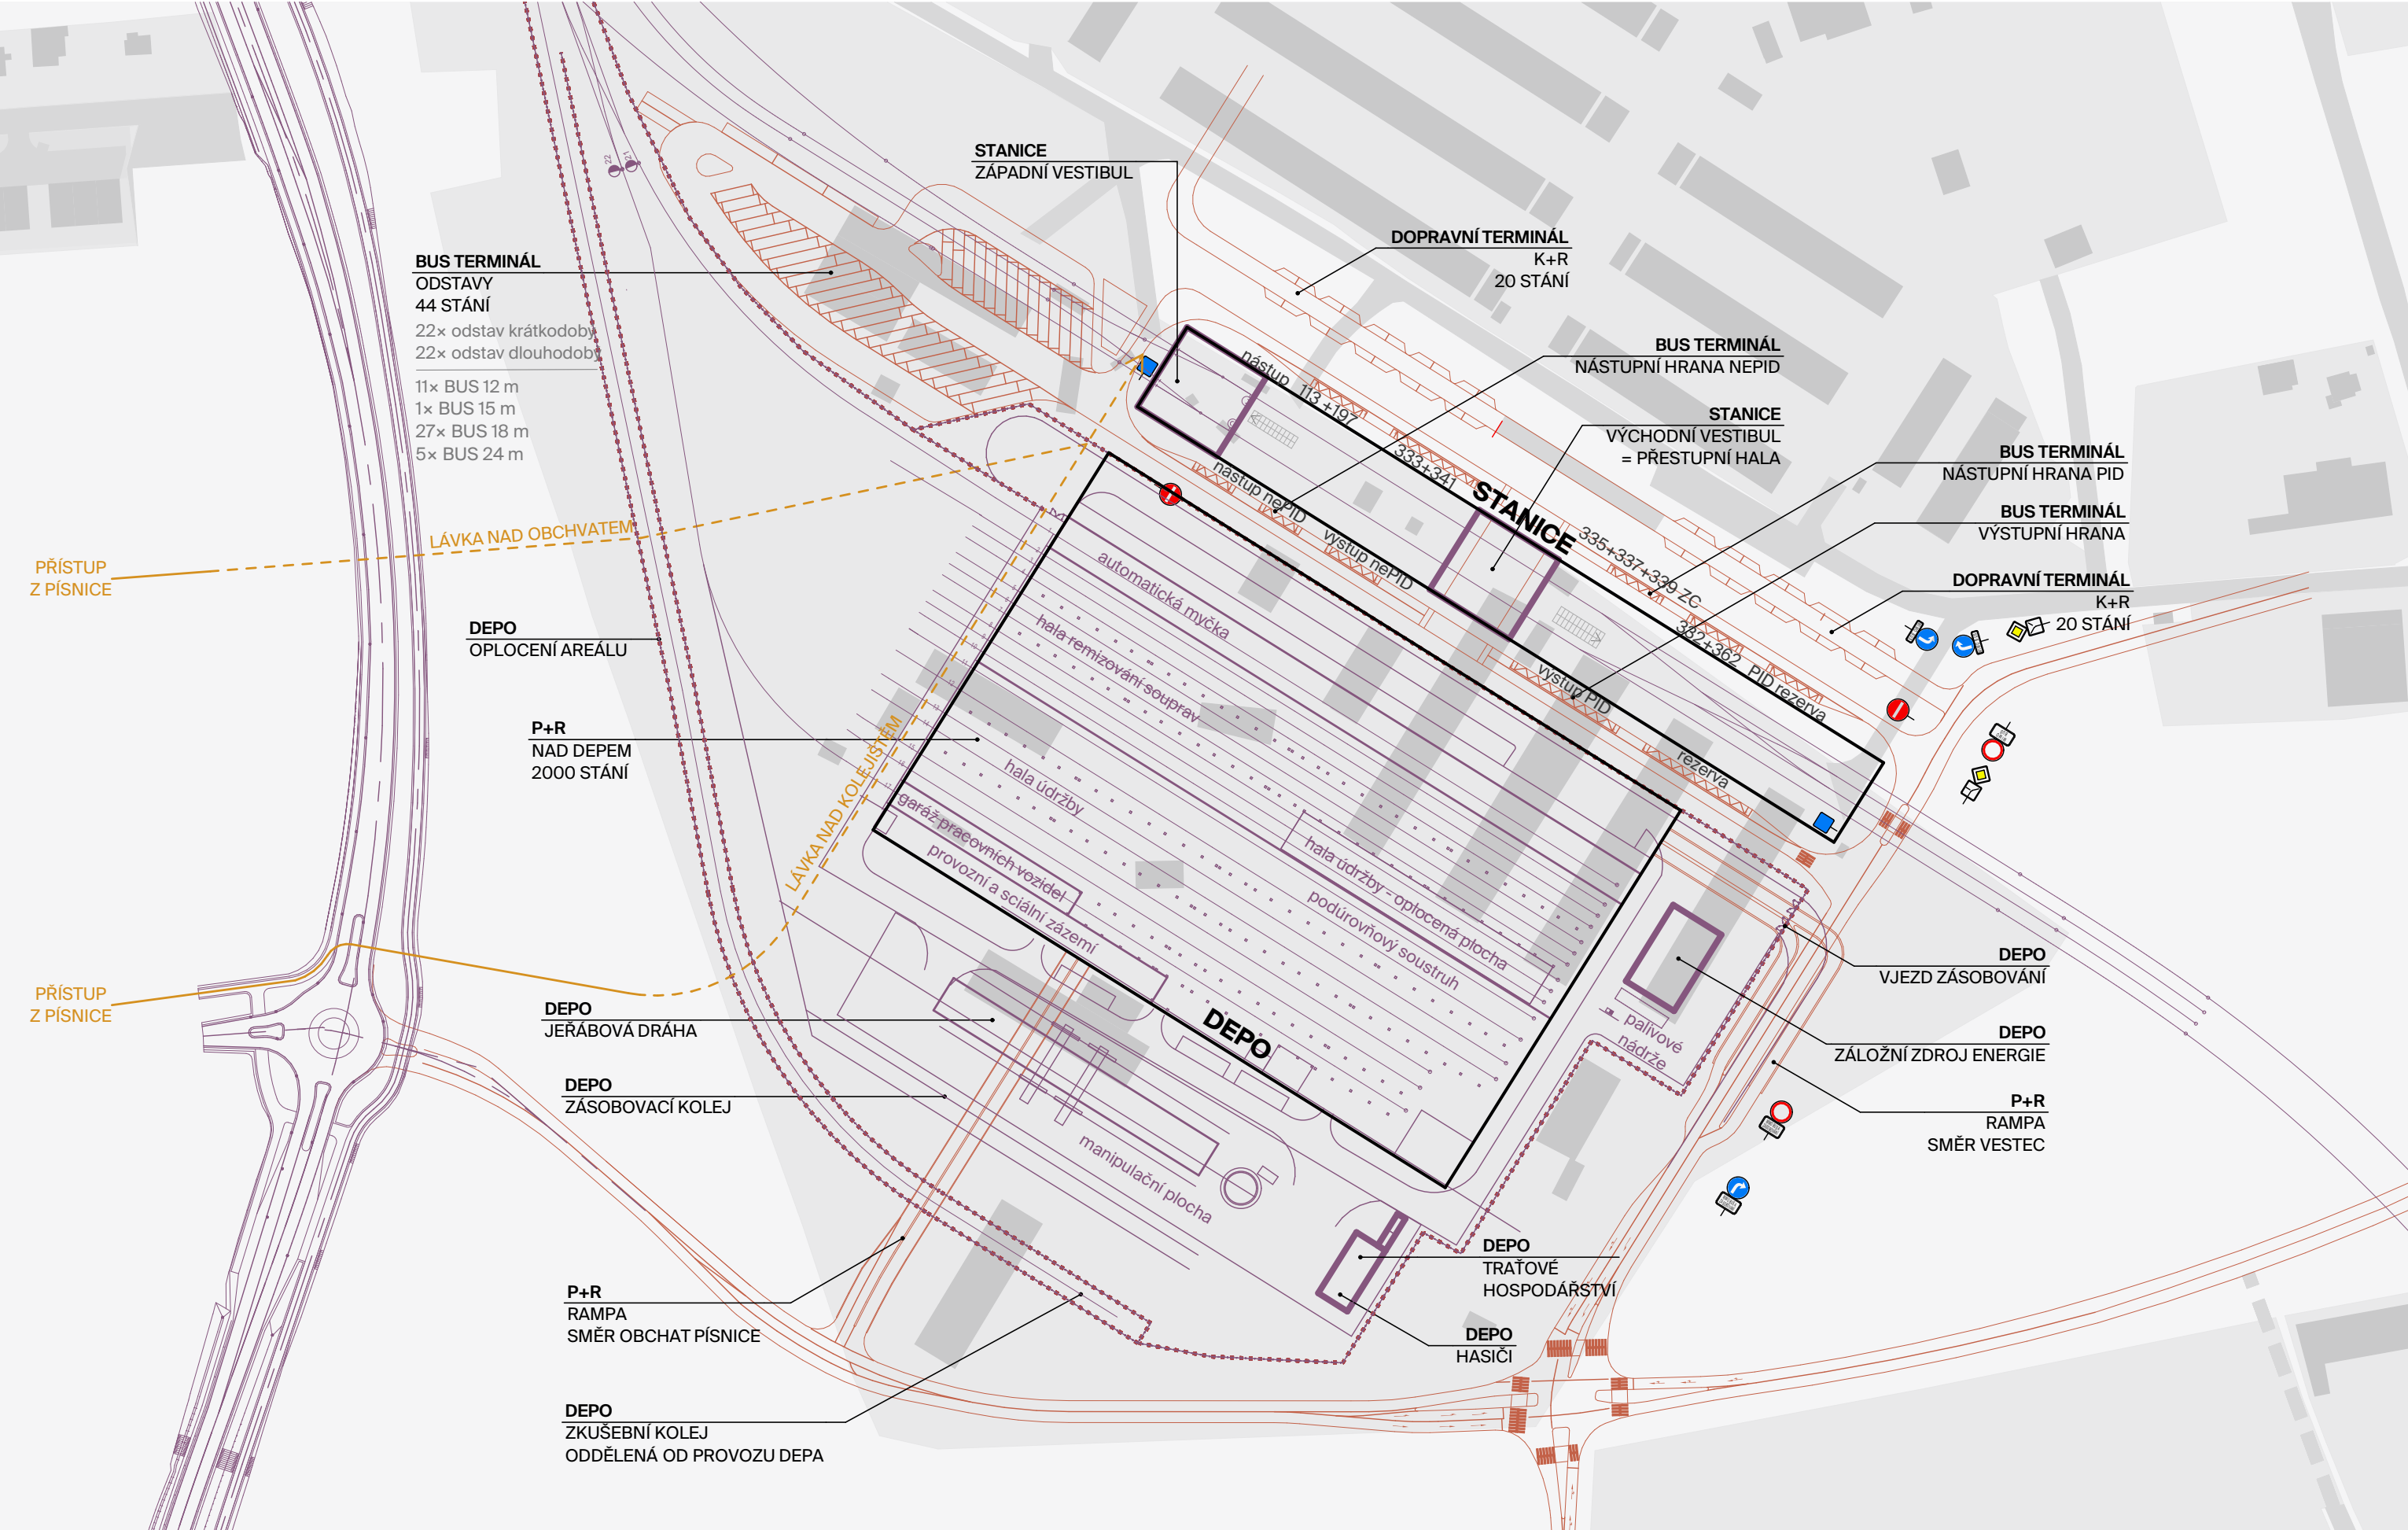 STANICE
ZÁPADNÍ VESTIBUL
22
21
DOPRAVNÍ TERMINÁL
K+R
20 STÁNÍ
BUS TERMINÁL
ODSTAVY
44 STÁNÍ
22× odstav krátkodobý
22× odstav dlouhodobý
11× BUS 12 m
1× BUS 15 m
27× BUS 18 m
5× BUS 24 m
BUS TERMINÁL
NÁSTUPNÍ HRANA NEPID
STANICE
VÝCHODNÍ VESTIBUL
= PŘESTUPNÍ HALA
BUS TERMINÁL
NÁSTUPNÍ HRANA PID
BUS TERMINÁL
VÝSTUPNÍ HRANA
DOPRAVNÍ TERMINÁL
K+R
20 STÁNÍ
nástup 113 +197
333+341
STANICE
335+337+339 ZC
332+362 PID rezerva
nástup nePID
výstup nePID
výstup PID
rezerva
LÁVKA NAD OBCHVATEM
PŘÍSTUP
Z PÍSNICE
DEPO
OPLOCENÍ AREÁLU
P+R
NAD DEPEM
2000 STÁNÍ
LÁVKA NAD KOLEJIŠTĚM
automatická myčka
hala remizování souprav
hala údržby
garáž pracovních vozidel
provozní a sciální zázemí
hala údržby - oplocená plocha
podúrovňový soustruh
DEPO
palivové
nádrže
PŘÍSTUP
Z PÍSNICE
DEPO
JEŘÁBOVÁ DRÁHA
DEPO
ZÁSOBOVACÍ KOLEJ
manipulační plocha
DEPO
VJEZD ZÁSOBOVÁNÍ
DEPO
ZÁLOŽNÍ ZDROJ ENERGIE
P+R
RAMPA
SMĚR VESTEC
DEPO
TRAŤOVÉ
HOSPODÁŘSTVÍ
DEPO
HASIČI
P+R
RAMPA
SMĚR OBCHAT PÍSNICE
DEPO
ZKUŠEBNÍ KOLEJ
ODDĚLENÁ OD PROVOZU DEPA